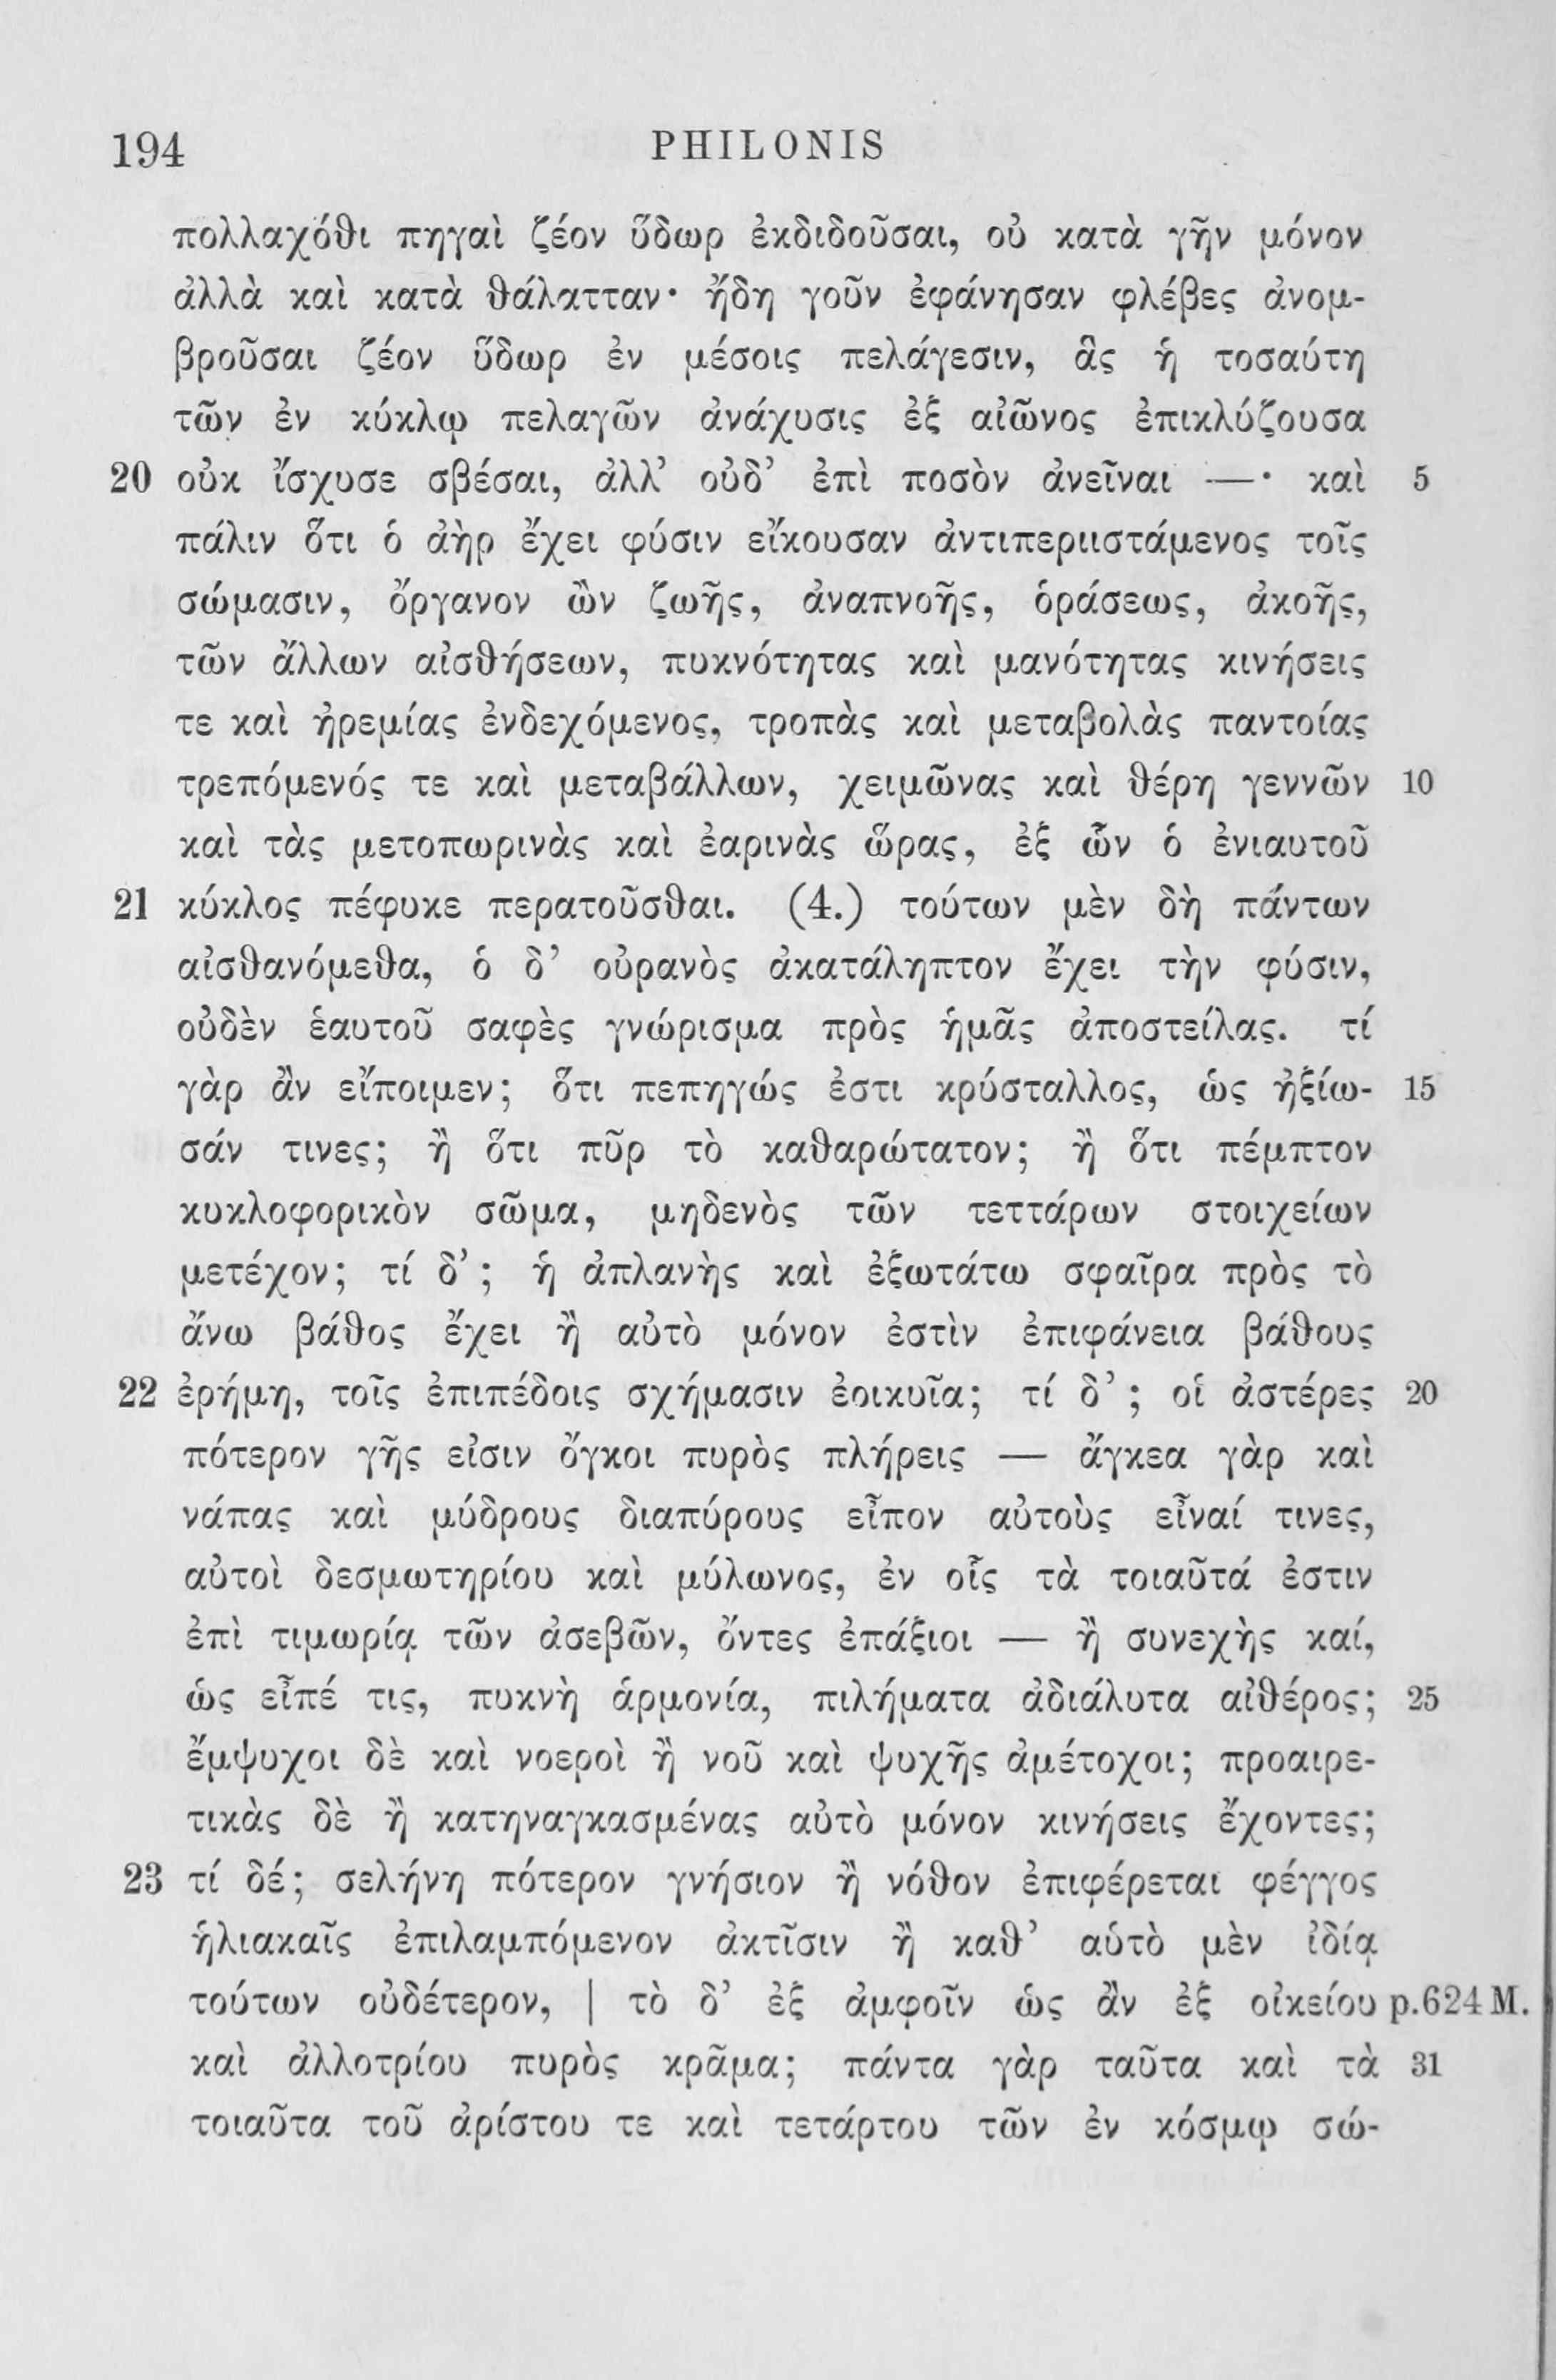 194 PHILONIS
πολλαχόθι πηγαὶ ζέον ὕδωρ ἐκδιδοῦσαι, οὐ κατὰ γῆν μόνον
ἀλλὰ καὶ κατὰ θάλατταν· ἤδη γοῦν ἐφάνησαν φλέβες ἀνομ-
βροῦσαι ζέον ὕδωρ ἐν μέσοις πελάγεσιν, ἃς ἡ τοσαύτη
τῶν ἐν κύκλῳ πελαγῶν ἀνάχυσις ἐξ αἰῶνος ἐπικλύζουσα
20 οὐκ ἴσχυσε σβέσαι, ἀλλ’ οὐδ’ ἐπὶ ποσὸν ἀνεῖναι —· καὶ 5
πάλιν ὅτι ὁ ἀὴρ ἔχει φύσιν εἴκουσαν ἀντιπεριιστάμενος τοῖς
σώμασιν, ὄργανον ὢν ζωῆς, ἀναπνοῆς, ὁράσεως, ἀκοῆς,
τῶν ἄλλων αἰσθήσεων, πυκνότητας καὶ μανότητας κινήσεις
τε καὶ ἠρεμίας ἐνδεχόμενος, τροπὰς καὶ μεταβολὰς παντοίας
τρεπόμενός τε καὶ μεταβάλλων, χειμῶνας καὶ θέρη γεννῶν 10
καὶ τὰς μετοπωρινὰς καὶ ἐαρινὰς ὥρας, ἐξ ὧν ὁ ἐνιαυτοῦ
21 κύκλος πέφυκε περατοῦσθαι. (4.) τούτων μὲν δὴ πάντων
αἰσθανόμεθα, ὁ δ’ οὐρανὸς ἀκατάληπτον ἔχει τὴν φύσιν,
οὐδὲν ἑαυτοῦ σαφὲς γνώρισμα πρὸς ἡμᾶς ἀποστείλας. τί
γὰρ ἂν εἴποιμεν; ὅτι πεπηγώς ἐστι κρύσταλλος, ὡς ἠξίω- 15
σάν τινες; ἢ ὅτι πῦρ τὸ καθαρώτατον; ἢ ὅτι πέμπτον
κυκλοφορικὸν σῶμα, μηδενὸς τῶν τεττάρων στοιχείων
μετέχον; τί δ’; ἡ ἀπλανὴς καὶ ἐξωτάτω σφαῖρα πρὸς τὸ
ἄνω βάθος ἔχει ἢ αὐτὸ μόνον ἐστὶν ἐπιφάνεια βάθους
22 ἐρήμη, τοῖς ἐπιπέδοις σχήμασιν ἐοικυῖα; τί δ’; οἱ ἀστέρες 20
πότερον γῆς εἰσιν ὄγκοι πυρὸς πλήρεις — ἄγκεα γὰρ καὶ
νάπας καὶ μύδρους διαπύρους εἶπον αὐτοὺς εἶναί τινες,
αὐτοὶ δεσμωτηρίου καὶ μύλωνος, ἐν οἷς τὰ τοιαῦτά ἐστιν
ἐπὶ τιμωρίᾳ τῶν ἀσεβῶν, ὄντες ἐπάξιοι — ἢ συνεχὴς καί,
ὡς εἶπέ τις, πυκνὴ ἁρμονία, πιλήματα ἀδιάλυτα αἰθέρος; 25
ἔμψυχοι δὲ καὶ νοεροὶ ἢ νοῦ καὶ ψυχῆς ἀμέτοχοι; προαιρε-
τικὰς δὲ ἢ κατηναγκασμένας αὐτὸ μόνον κινήσεις ἔχοντες;
23 τί δέ; σελήνη πότερον γνήσιον ἢ νόθον ἐπιφέρεται φέγγος
ἡλιακαῖς ἐπιλαμπόμενον ἀκτῖσιν ἢ καθ’ αὑτὸ μὲν ἰδίᾳ
τούτων οὐδέτερον, | τὸ δ’ ἐξ ἀμφοῖν ὡς ἂν ἐξ οἰκείου p.624 M.
καὶ ἀλλοτρίου πυρὸς κρᾶμα; πάντα γὰρ ταῦτα καὶ τὰ 31
τοιαῦτα τοῦ ἀρίστου τε καὶ τετάρτου τῶν ἐν κόσμῳ σώ-